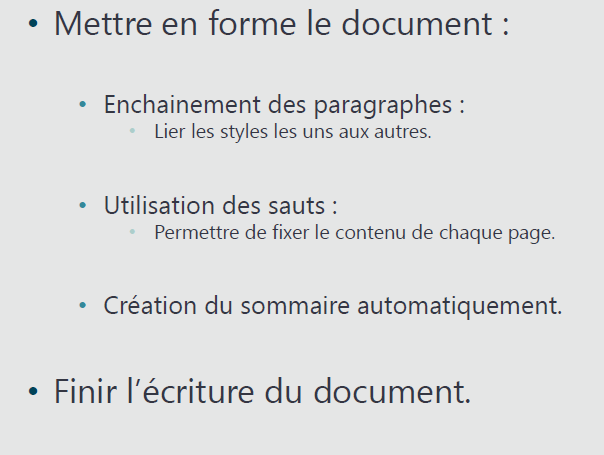 • Mettre en forme le document :
• Enchainement des paragraphes :
• Lier les styles les uns aux autres.
• Utilisation des sauts :
• Permettre de fixer le contenu de chaque page.
• Création du sommaire automatiquement.
• Finir l’écriture du document.